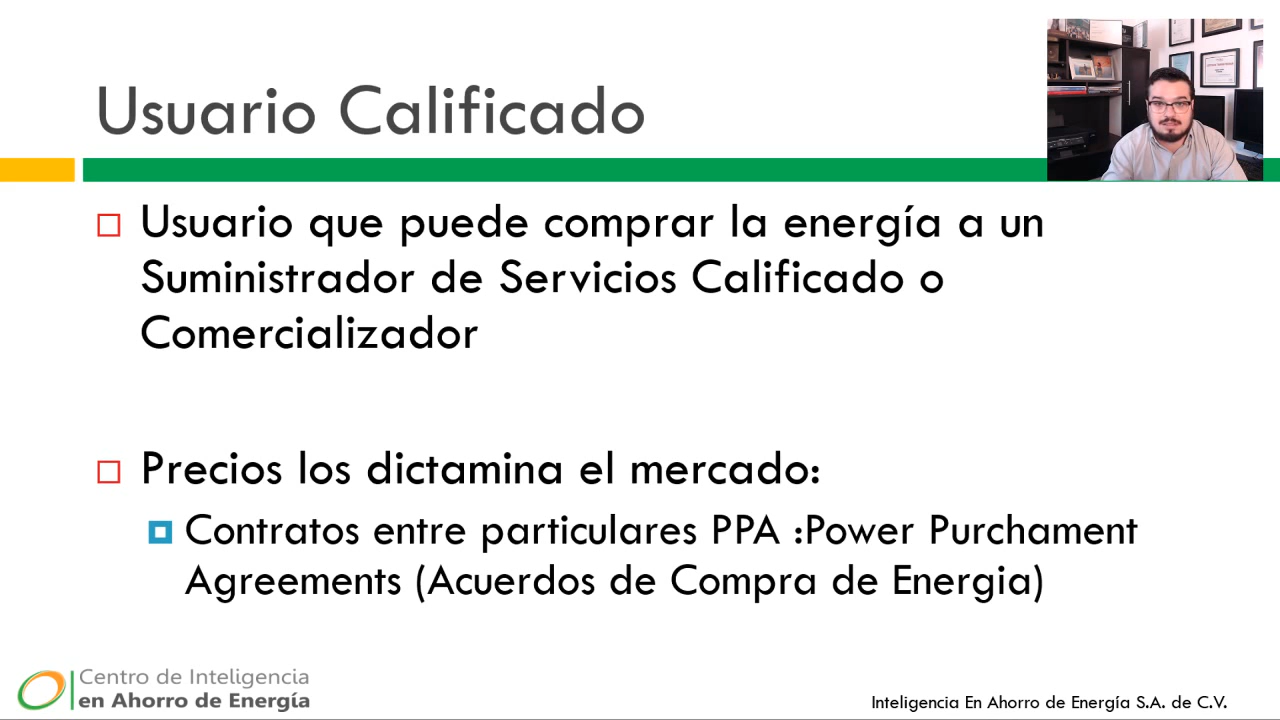 Usuario Calificado
Usuario que puede comprar la energía a un
Suministrador de Servicios Calificado o
Comercializador
Precios los dictamina el mercado:
Contratos entre particulares PPA :Power Purchament
Agreements (Acuerdos de Compra de Energia)
Centro de Inteligencia
en Ahorro de Energía
Inteligencia En Ahorro de Energía S.A. de C.V.